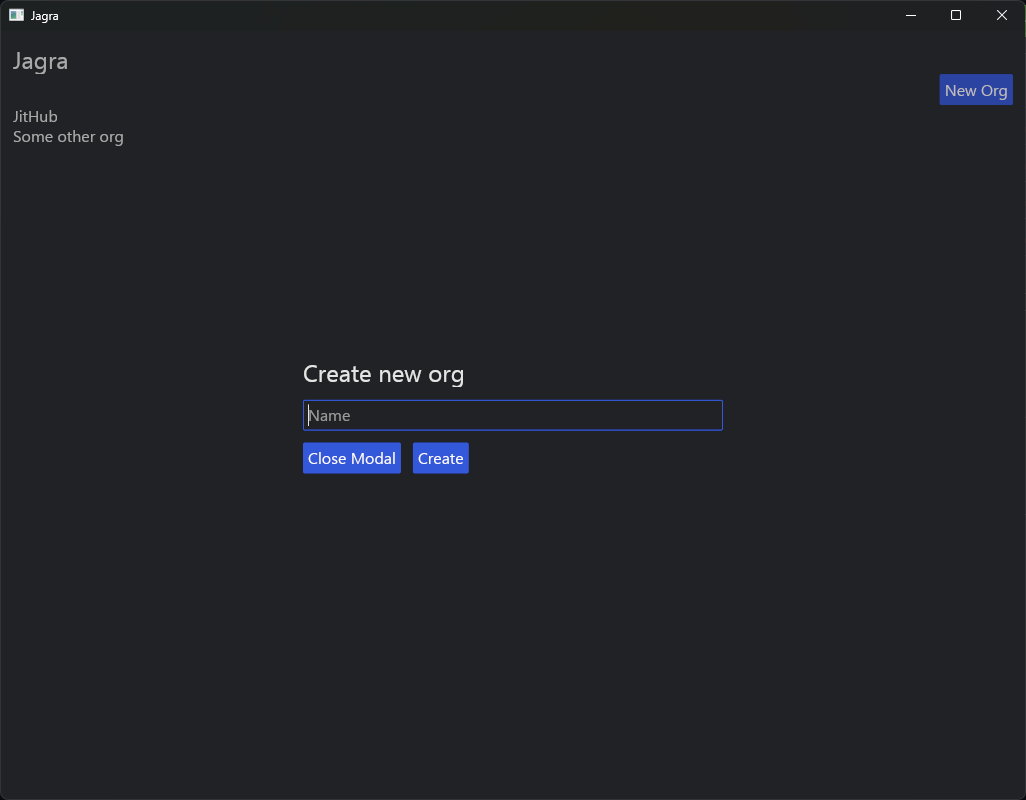 Jagra
Jagra
New Org
JitHub
Some other org
Create new org
Name
Close Modal Create